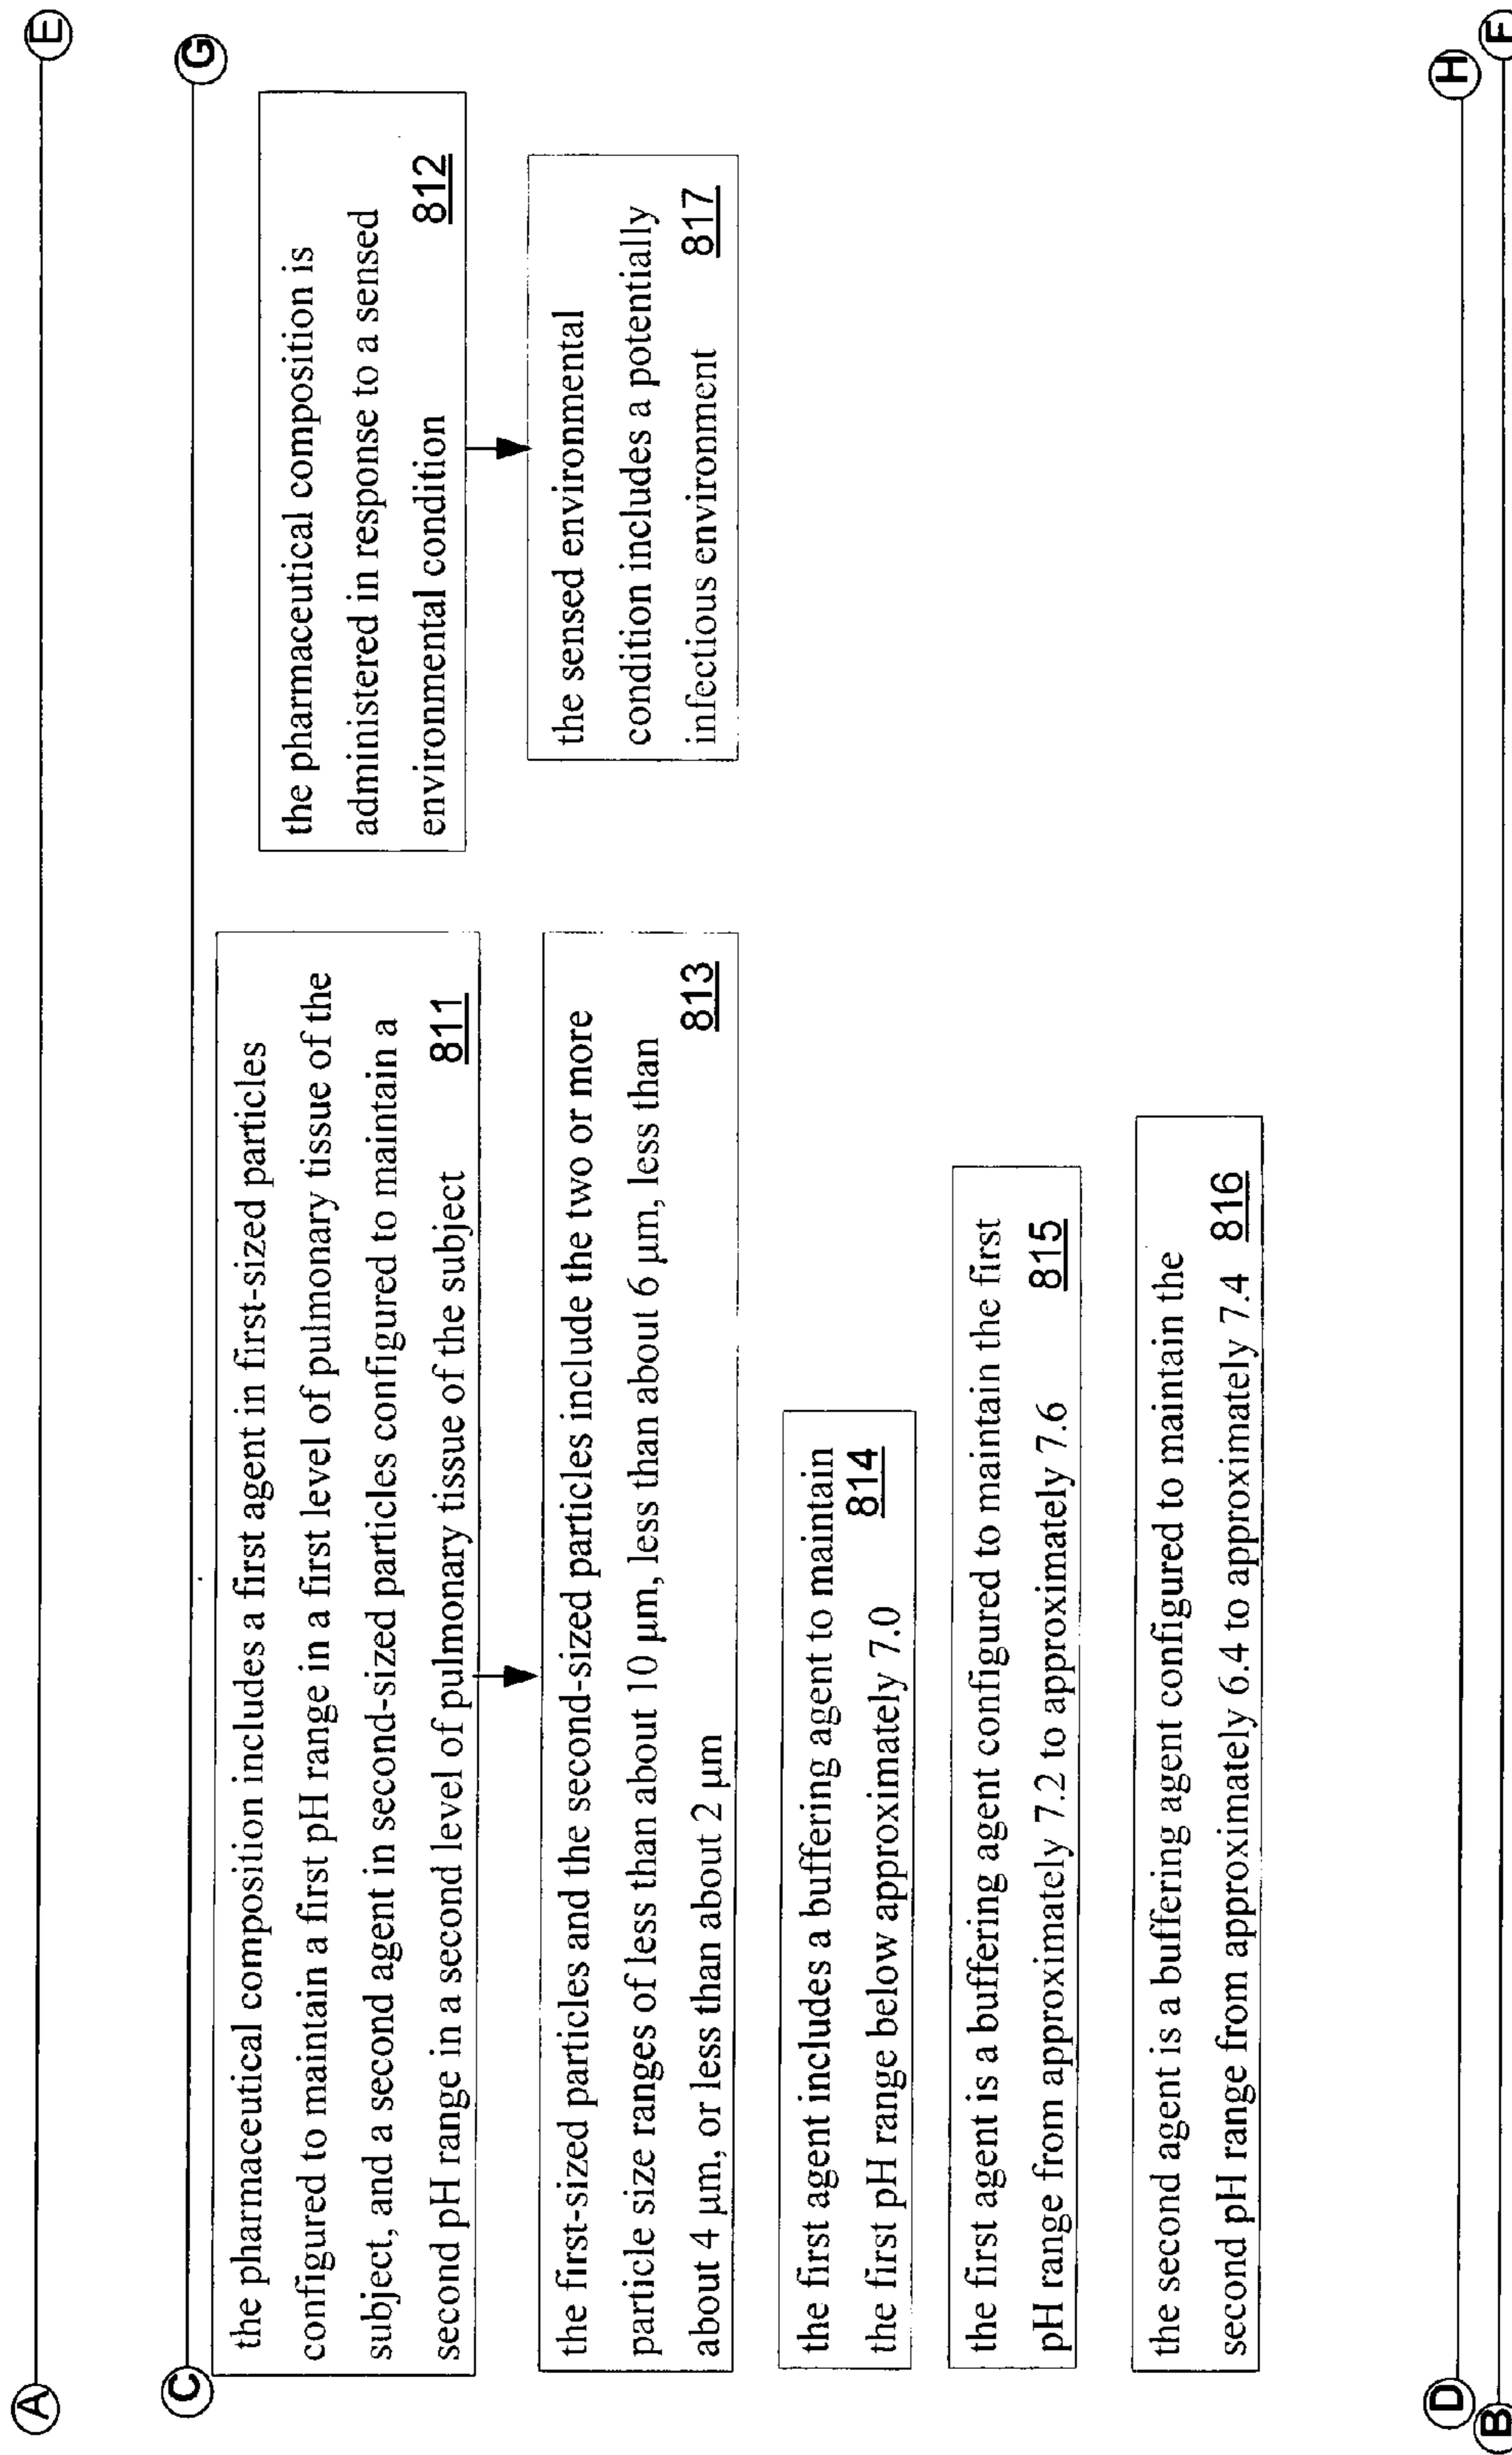 A
E
C
G
the pharmaceutical composition includes a first agent in first-sized particles
configured to maintain a first pH range in a first level of pulmonary tissue of the
subject, and a second agent in second-sized particles configured to maintain a
second pH range in a second level of pulmonary tissue of the subject 811
the pharmaceutical composition is
administered in response to a sensed
environmental condition 812
the first-sized particles and the second-sized particles include the two or more
particle size ranges of less than about 10 µm, less than about 6 µm, less than
about 4 µm, or less than about 2 µm 813
the sensed environmental
condition includes a potentially
infectious environment 817
the first agent includes a buffering agent to maintain
the first pH range below approximately 7.0 814
the first agent is a buffering agent configured to maintain the first
pH range from approximately 7.2 to approximately 7.6 815
the second agent is a buffering agent configured to maintain the
second pH range from approximately 6.4 to approximately 7.4 816
D
H
B
F